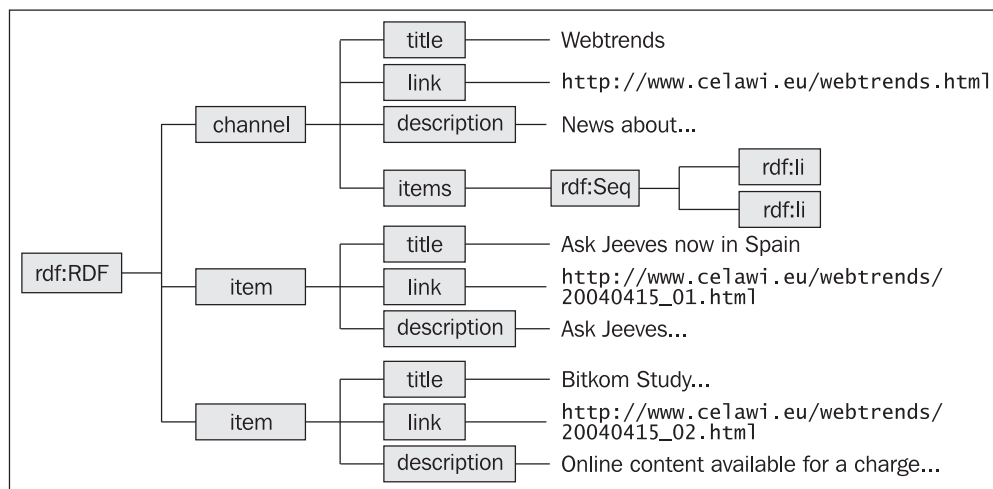 title
Webtrends
link
http://www.celawi.eu/webtrends.html
channel
description
News about...
items
rdf:Seq
rdf:li
rdf:li
rdf:RDF
item
title
Ask Jeeves now in Spain
link
http://www.celawi.eu/webtrends/
20040415_01.html
description
Ask Jeeves...
item
title
Bitkom Study...
link
http://www.celawi.eu/webtrends/
20040415_02.html
description
Online content available for a charge...